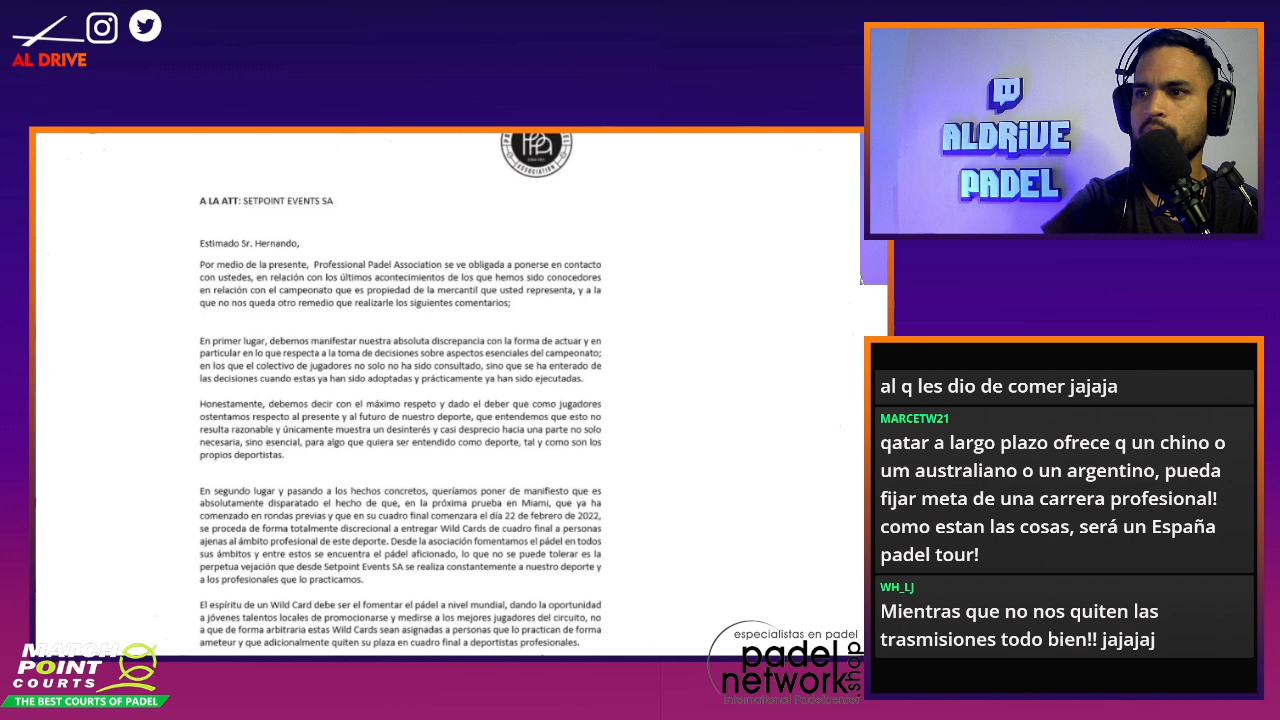 AL DRIVE
PPA
ASSOCIATION
A LA ATT: SETPOINT EVENTS SA
Estimado Sr. Hernando,
Por medio de la presente, Professional Padel Association se ve obligada a ponerse en contacto
con ustedes, en relación con los últimos acontecimientos de los que hemos sido conocedores
en relación con el campeonato que es propiedad de la mercantil que usted representa, y a la
que no nos queda otro remedio que realizarle los siguientes comentarios;
En primer lugar, debemos manifestar nuestra absoluta discrepancia con la forma de actuar y en
particular en lo que respecta a la toma de decisiones sobre aspectos esenciales del campeonato;
en los que el colectivo de jugadores no solo no ha sido consultado, sino que se ha enterado de
las decisiones cuando estas ya han sido adoptadas y prácticamente ya han sido ejecutadas.
Honestamente, debemos decir con el máximo respeto y dado el deber que como jugadores
ostentamos respecto al presente y al futuro de nuestro deporte, que entendemos que esto no
resulta razonable y únicamente muestra un desinterés y casi desprecio hacia una parte no solo
necesaria, sino esencial, para algo que quiera ser entendido como deporte, tal y como son los
propios deportistas.
En segundo lugar y pasando a los hechos concretos, queríamos poner de manifiesto que es
absolutamente disparatado el hecho de que, en la próxima prueba en Miami, que ya ha
comenzado en rondas previas y que en su cuadro final comenzara el día 22 de febrero de 2022,
se proceda de forma totalmente discrecional a entregar Wild Cards de cuadro final a personas
ajenas al ámbito profesional de este deporte. Desde la asociación fomentamos el pádel en todos
sus ámbitos y entre estos se encuentra el pádel aficionado, lo que no se puede tolerar es la
perpetua vejación que desde Setpoint Events SA se realiza constantemente a nuestro deporte y
a los profesionales que lo practicamos.
El espíritu de un Wild Card debe ser el fomentar el pádel a nivel mundial, dando la oportunidad
a jóvenes talentos locales de promocionarse y medirse a los mejores jugadores del circuito, no
a que de forma arbitraria estas Wild Cards sean asignadas a personas que lo practican de forma
ameteur y que adicionalmente quiten su plaza en cuadro final a deportistas profesionales.
ALDRIVE
PADEL
al q les dio de comer jajaja
MARCETW21
qatar a largo plazo ofrece q un chino o
um australiano o un argentino, pueda
fijar meta de una carrera profesional!
como estan las cosas, será un España
padel tour!
WH_LJ
Mientras que no nos quiten las
trasmisiones todo bien!! jajajaj
MATCH
POINT
COURTS
THE BEST COURTS OF PADEL
especialistas en padel
padel
network
.shop
International Padelcenter